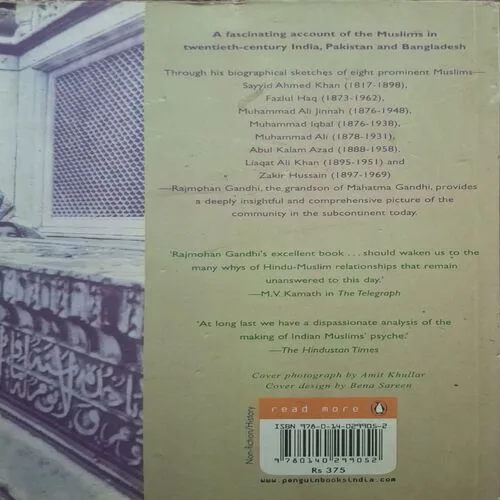 A fascinating account of the Muslims in
twentieth-century India, Pakistan and Bangladesh
Through his biographical sketches of eight prominent Muslims—
Sayyid Ahmed Khan (1817-1898),
Fazlul Haq (1873-1962),
Muhammad Ali Jinnah (1876-1948),
Muhammad Iqbal (1876-1938),
Muhammad Ali (1878-1931),
Abul Kalam Azad (1888-1958),
Liaqat Ali Khan (1895-1951) and
Zakir Hussain (1897-1969)
—Rajmohan Gandhi, the grandson of Mahatma Gandhi, provides
a deeply insightful and comprehensive picture of the
community in the subcontinent today.
'Rajmohan Gandhi's excellent book . . . should waken us to the
many whys of Hindu-Muslim relationships that remain
unanswered to this day.'
—M.V. Kamath in The Telegraph
'At long last we have a dispassionate analysis of the
making of Indian Muslims' psyche.'
—The Hindustan Times
Cover photograph by Amit Khullar
Cover design by Bena Sareen
read more
Non-fiction/History
ISBN 978-0-14-029905-2
9 780140 299052
Rs 375
www.penguinbooksindia.com